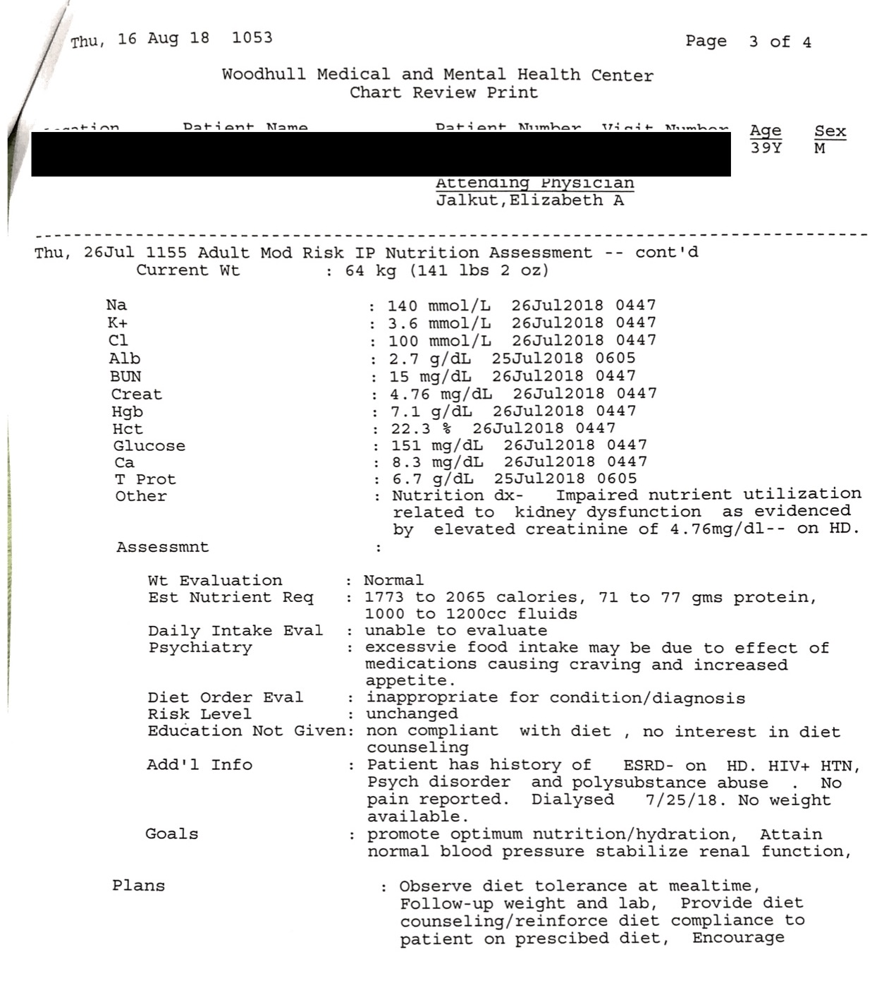 Thu, 16 Aug 18 1053 Page 3 of 4
Woodhull Medical and Mental Health Center
Chart Review Print
Patient Name Patient Number Visit Number Age Sex
39Y M
Attending Physician
Jalkut,Elizabeth A
Thu, 26Jul 1155 Adult Mod Risk IP Nutrition Assessment -- cont'd
Current Wt : 64 kg (141 lbs 2 oz)
Na : 140 mmol/L 26Jul2018 0447
K+ : 3.6 mmol/L 26Jul2018 0447
Cl : 100 mmol/L 26Jul2018 0447
Alb : 2.7 g/dL 25Jul2018 0605
BUN : 15 mg/dL 26Jul2018 0447
Creat : 4.76 mg/dL 26Jul2018 0447
Hgb : 7.1 g/dL 26Jul2018 0447
Hct : 22.3 % 26Jul2018 0447
Glucose : 151 mg/dL 26Jul2018 0447
Ca : 8.3 mg/dL 26Jul2018 0447
T Prot : 6.7 g/dL 25Jul2018 0605
Other : Nutrition dx- Impaired nutrient utilization
related to kidney dysfunction as evidenced
by elevated creatinine of 4.76mg/dl-- on HD.
Assessmnt :
Wt Evaluation : Normal
Est Nutrient Req : 1773 to 2065 calories, 71 to 77 gms protein,
1000 to 1200cc fluids
Daily Intake Eval : unable to evaluate
Psychiatry : excessvie food intake may be due to effect of
medications causing craving and increased
appetite.
Diet Order Eval : inappropriate for condition/diagnosis
Risk Level : unchanged
Education Not Given: non compliant with diet , no interest in diet
counseling
Add'l Info : Patient has history of ESRD- on HD. HIV+ HTN,
Psych disorder and polysubstance abuse . No
pain reported. Dialysed 7/25/18. No weight
available.
Goals : promote optimum nutrition/hydration, Attain
normal blood pressure stabilize renal function,
Plans : Observe diet tolerance at mealtime,
Follow-up weight and lab, Provide diet
counseling/reinforce diet compliance to
patient on prescibed diet, Encourage